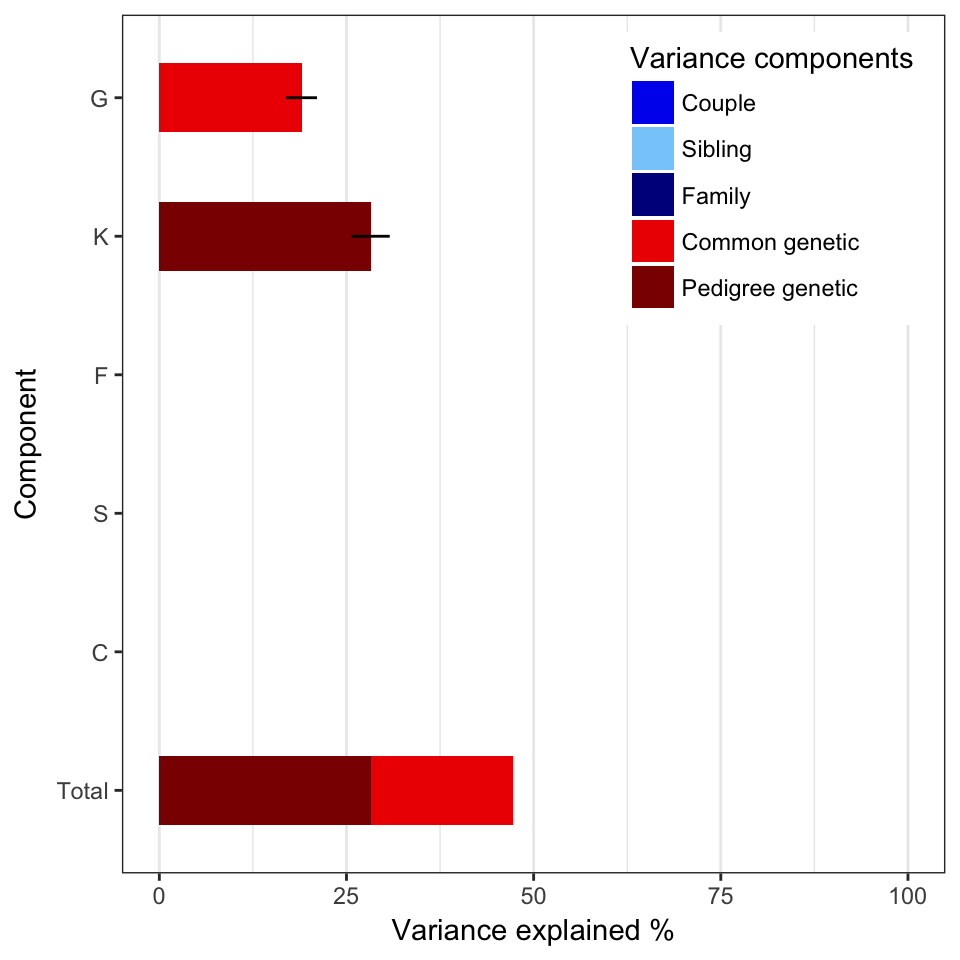 Variance components
Couple
Sibling
Family
Common genetic
Pedigree genetic
G
K
F
S
C
Total
Component
0 25 50 75 100
Variance explained %